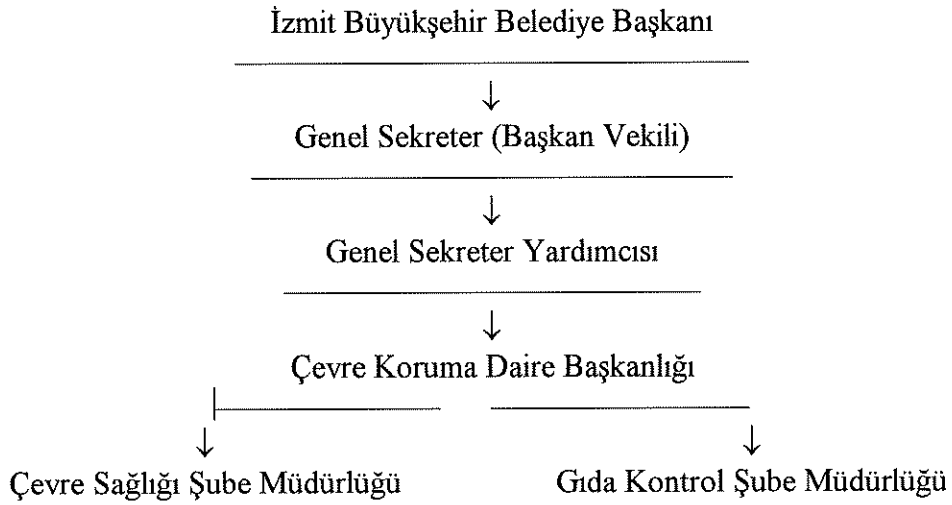 İzmit Büyükşehir Belediye Başkanı
Genel Sekreter (Başkan Vekili)
Genel Sekreter Yardımcısı
Çevre Koruma Daire Başkanlığı
Çevre Sağlığı Şube Müdürlüğü
Gıda Kontrol Şube Müdürlüğü